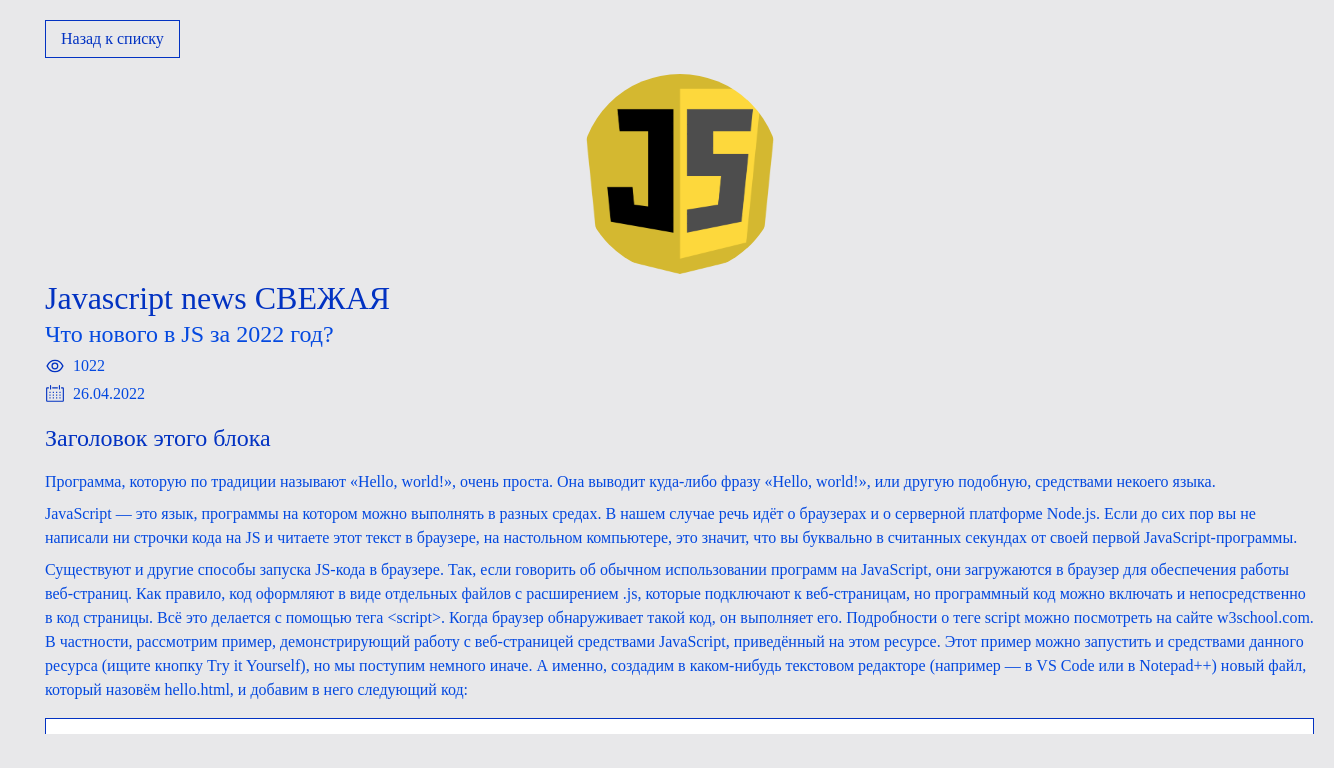 Назад к списку
JS
Javascript news СВЕЖАЯ
Что нового в JS за 2022 год?
1022
26.04.2022
Заголовок этого блока
Программа, которую по традиции называют «Hello, world!», очень проста. Она выводит куда-либо фразу «Hello, world!», или другую подобную, средствами некоего языка.
JavaScript — это язык, программы на котором можно выполнять в разных средах. В нашем случае речь идёт о браузерах и о серверной платформе Node.js. Если до сих пор вы не
написали ни строчки кода на JS и читаете этот текст в браузере, на настольном компьютере, это значит, что вы буквально в считанных секундах от своей первой JavaScript-программы.
Существуют и другие способы запуска JS-кода в браузере. Так, если говорить об обычном использовании программ на JavaScript, они загружаются в браузер для обеспечения работы
веб-страниц. Как правило, код оформляют в виде отдельных файлов с расширением .js, которые подключают к веб-страницам, но программный код можно включать и непосредственно
в код страницы. Всё это делается с помощью тега <script>. Когда браузер обнаруживает такой код, он выполняет его. Подробности о теге script можно посмотреть на сайте w3school.com.
В частности, рассмотрим пример, демонстрирующий работу с веб-страницей средствами JavaScript, приведённый на этом ресурсе. Этот пример можно запустить и средствами данного
ресурса (ищите кнопку Try it Yourself), но мы поступим немного иначе. А именно, создадим в каком-нибудь текстовом редакторе (например — в VS Code или в Notepad++) новый файл,
который назовём hello.html, и добавим в него следующий код: